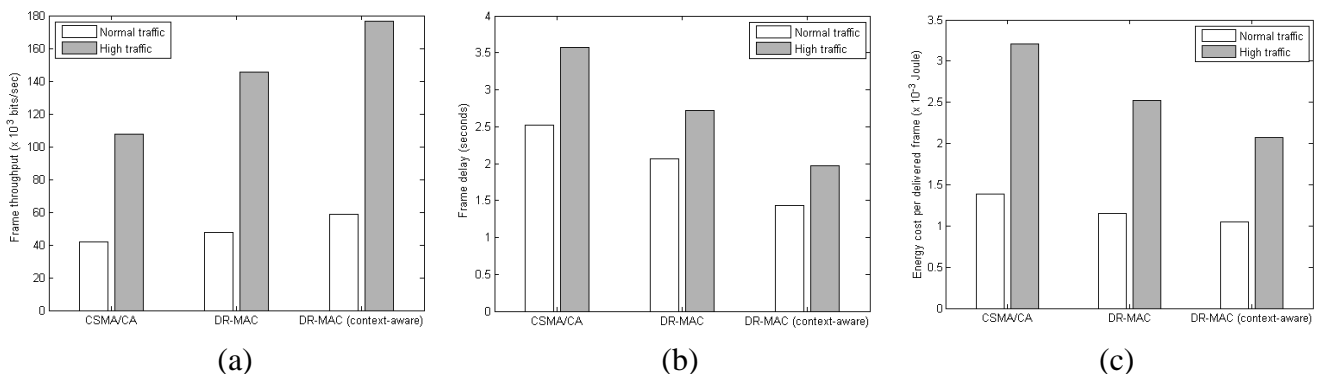 180
160
140
120
100
80
60
40
20
0
Frame throughput (x 10³ bits/sec)
Normal traffic
High traffic
CSMA/CA
DR-MAC
DR-MAC (context-aware)
(a)
4
3.5
3
2.5
2
1.5
1
0.5
0
Frame delay (seconds)
Normal traffic
High traffic
CSMA/CA
DR-MAC
DR-MAC (context-aware)
(b)
3.5
3
2.5
2
1.5
1
0.5
0
Energy cost per delivered frame (x 10⁻³ Joule)
Normal traffic
High traffic
CSMA/CA
DR-MAC
DR-MAC (context-aware)
(c)